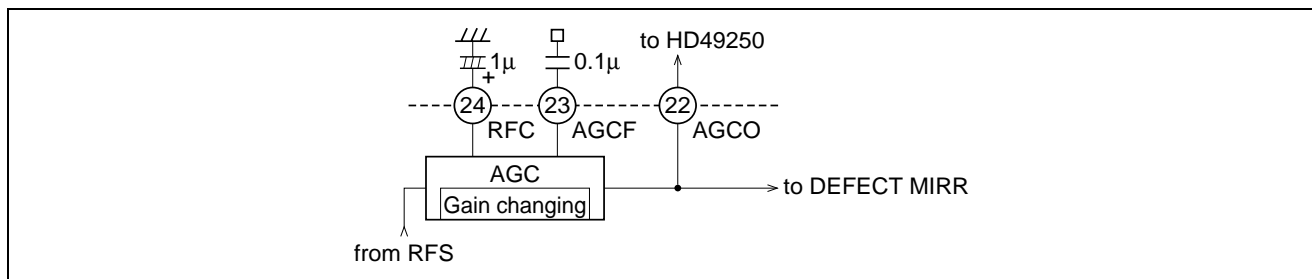 to HD49250
1μ
+
0.1μ
24
23
22
RFC
AGCF
AGCO
AGC
Gain changing
to DEFECT MIRR
from RFS